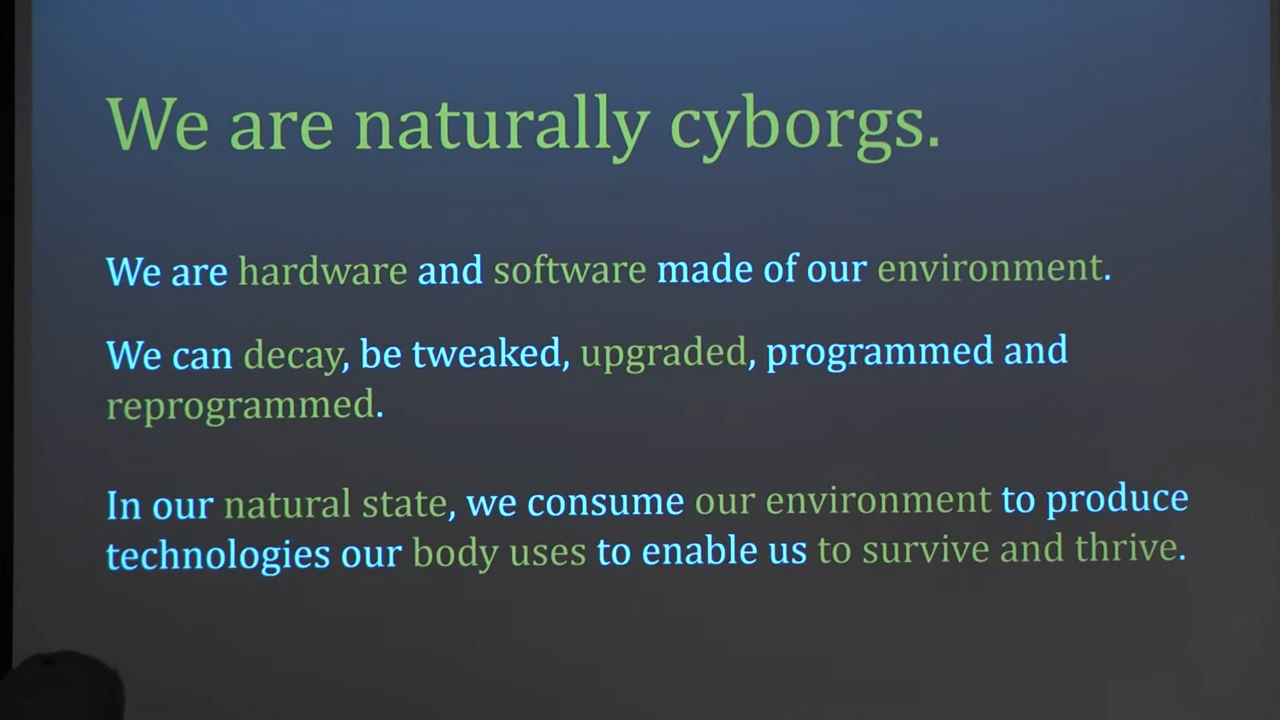 We are naturally cyborgs.
We are hardware and software made of our environment.
We can decay, be tweaked, upgraded, programmed and
reprogrammed.
In our natural state, we consume our environment to produce
technologies our body uses to enable us to survive and thrive.